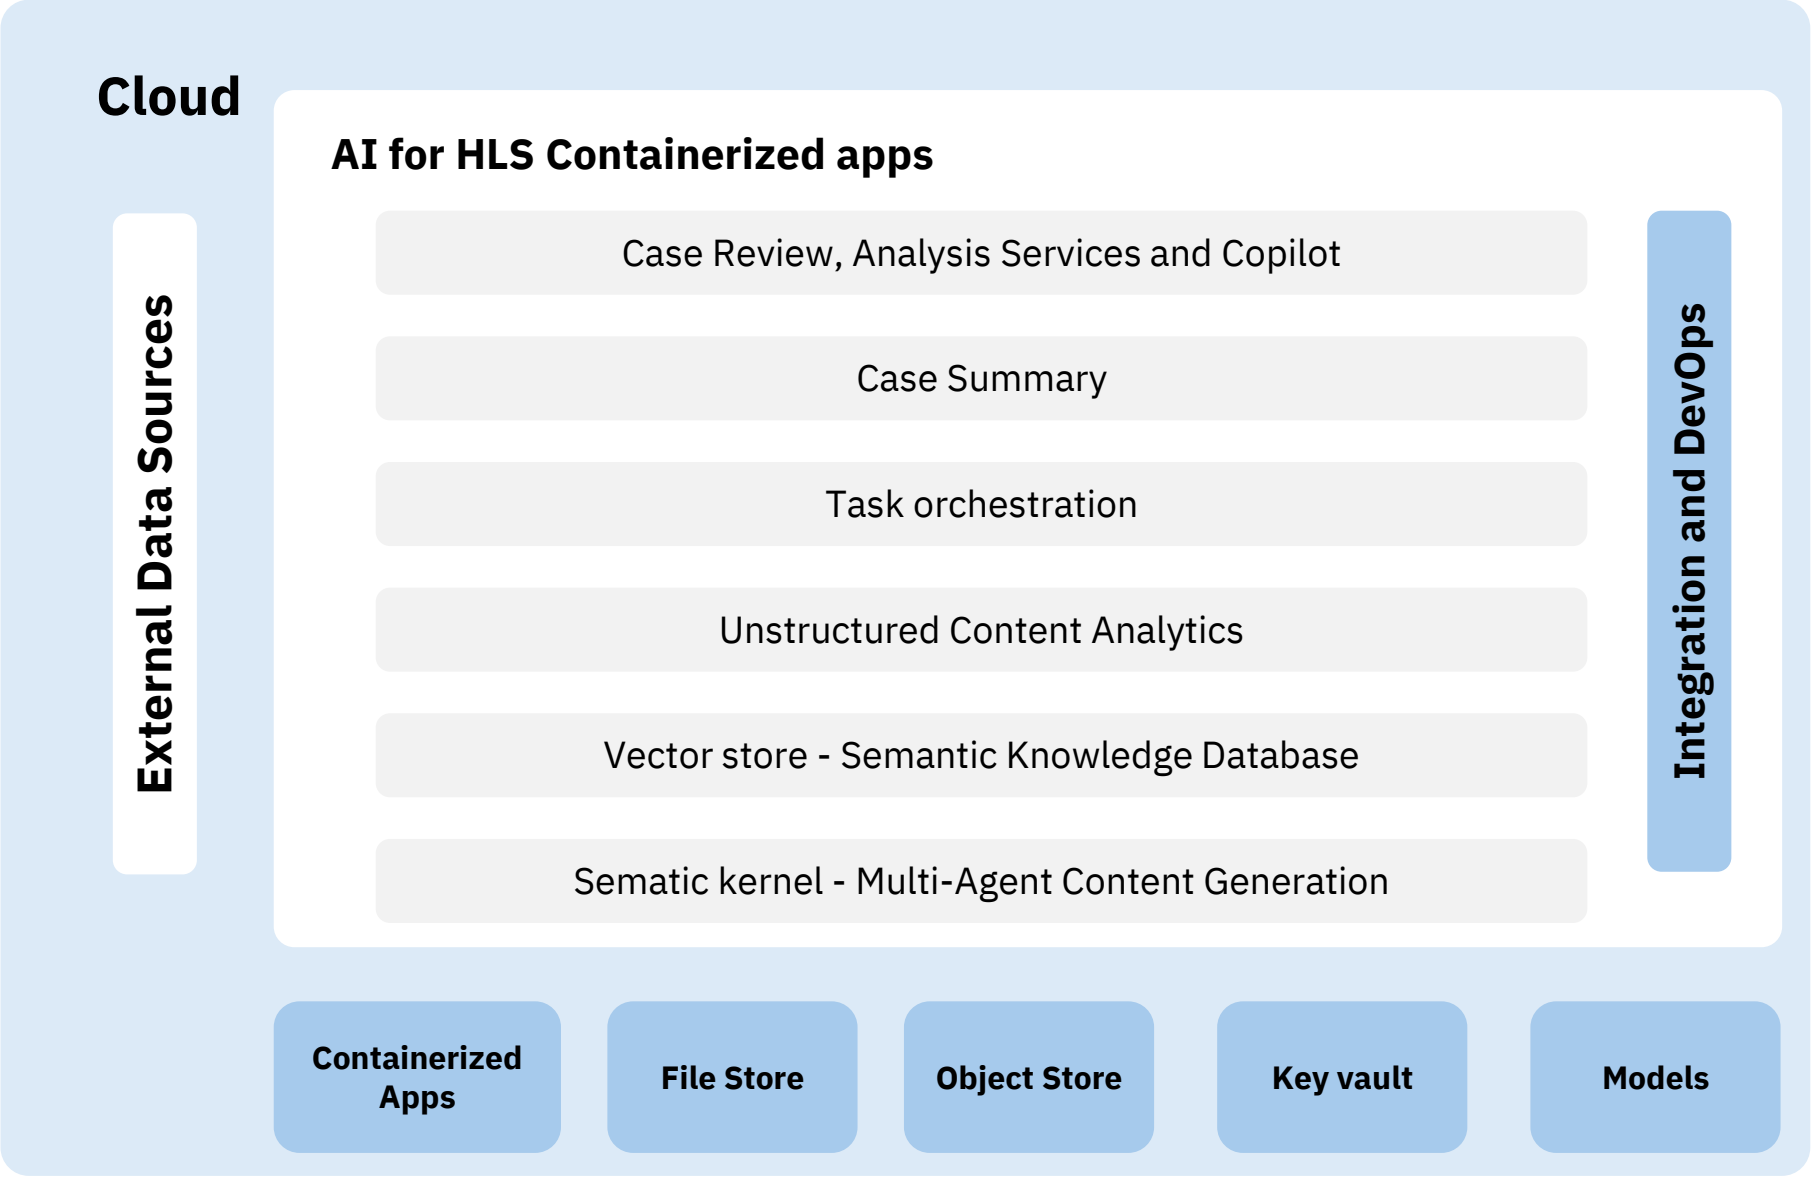 Cloud
AI for HLS Containerized apps
External Data Sources
Case Review, Analysis Services and Copilot
Case Summary
Task orchestration
Unstructured Content Analytics
Vector store - Semantic Knowledge Database
Sematic kernel - Multi-Agent Content Generation
Integration and DevOps
Containerized
Apps
File Store
Object Store
Key vault
Models